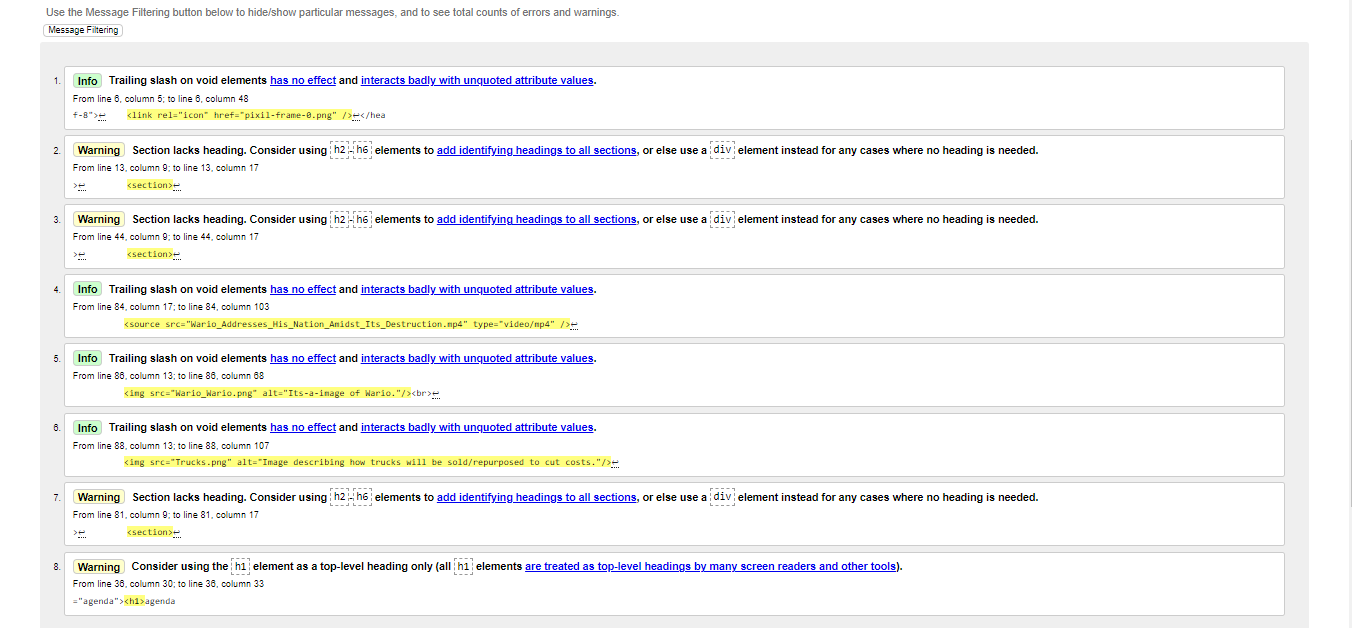 Use the Message Filtering button below to hide/show particular messages, and to see total counts of errors and warnings.
Message Filtering
1. Info Trailing slash on void elements has no effect and interacts badly with unquoted attribute values.
From line 6, column 5; to line 6, column 48
f-8">↩    <link rel="icon" href="pixil-frame-0.png" />↩</hea
2. Warning Section lacks heading. Consider using h2-h6 elements to add identifying headings to all sections, or else use a div element instead for any cases where no heading is needed.
From line 13, column 9; to line 13, column 17
>↩        <section>↩
3. Warning Section lacks heading. Consider using h2-h6 elements to add identifying headings to all sections, or else use a div element instead for any cases where no heading is needed.
From line 44, column 9; to line 44, column 17
>↩        <section>↩
4. Info Trailing slash on void elements has no effect and interacts badly with unquoted attribute values.
From line 84, column 17; to line 84, column 103
<source src="Wario_Addresses_His_Nation_Amidst_Its_Destruction.mp4" type="video/mp4" />↩
5. Info Trailing slash on void elements has no effect and interacts badly with unquoted attribute values.
From line 86, column 13; to line 86, column 68
<img src="Wario_Wario.png" alt="Its-a-image of Wario."/><br>↩
6. Info Trailing slash on void elements has no effect and interacts badly with unquoted attribute values.
From line 88, column 13; to line 88, column 107
<img src="Trucks.png" alt="Image describing how trucks will be sold/repurposed to cut costs."/>↩
7. Warning Section lacks heading. Consider using h2-h6 elements to add identifying headings to all sections, or else use a div element instead for any cases where no heading is needed.
From line 81, column 9; to line 81, column 17
>↩        <section>↩
8. Warning Consider using the h1 element as a top-level heading only (all h1 elements are treated as top-level headings by many screen readers and other tools).
From line 36, column 30; to line 36, column 33
="agenda"><h1>agenda